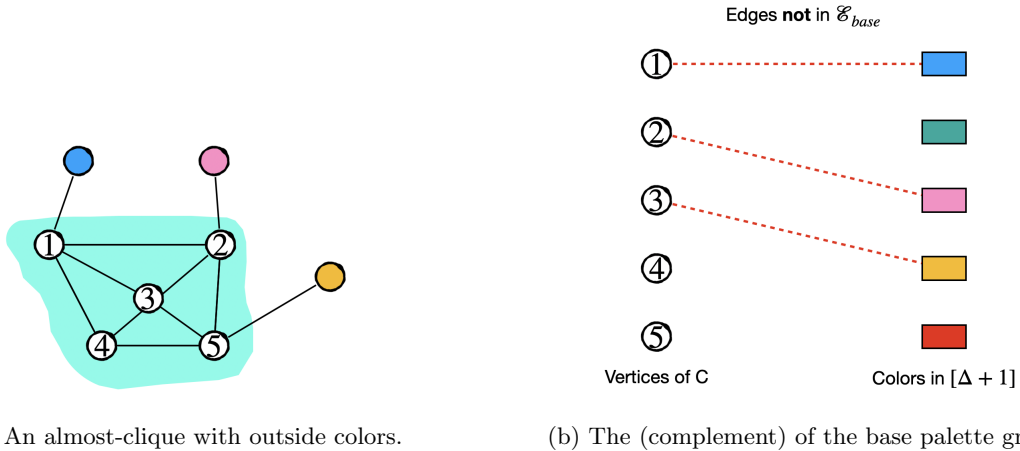 Edges not in ℰ_base
1
2
3
4
5
1
2
3
4
5
Vertices of C
Colors in [Δ + 1]
An almost-clique with outside colors.
(b) The (complement) of the base palette gr